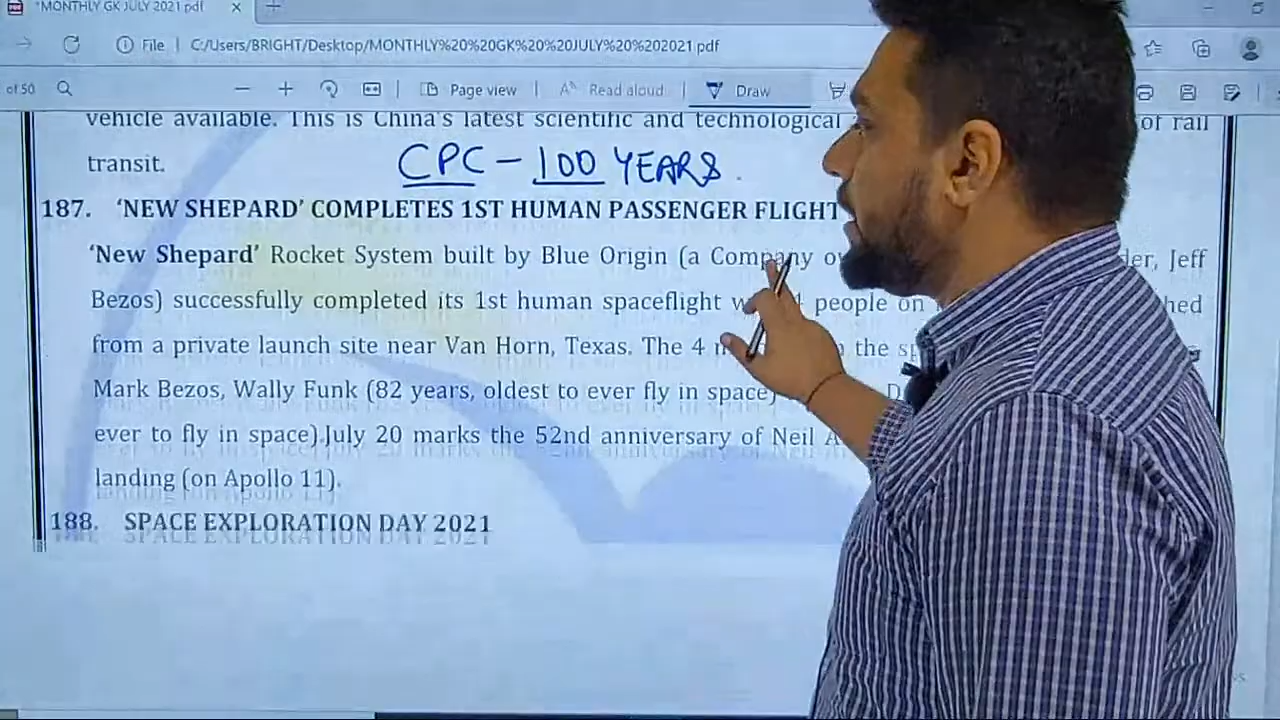 *MONTHLY GK JULY 2021.pdf
File | C:/Users/BRIGHT/Desktop/MONTHLY%20%20GK%20%20JULY%20%202021.pdf
of 50 Page view Read aloud Draw
vehicle available. This is China's latest scientific and technological of rail
transit.
CPC - 100 YEARS.
187. 'NEW SHEPARD' COMPLETES 1ST HUMAN PASSENGER FLIGHT
'New Shepard' Rocket System built by Blue Origin (a Company Jeff
Bezos) successfully completed its 1st human spaceflight people on
from a private launch site near Van Horn, Texas. The 4 the
Mark Bezos, Wally Funk (82 years, oldest to ever fly in space)
ever to fly in space).July 20 marks the 52nd anniversary of Neil
landing (on Apollo 11).
188. SPACE EXPLORATION DAY 2021